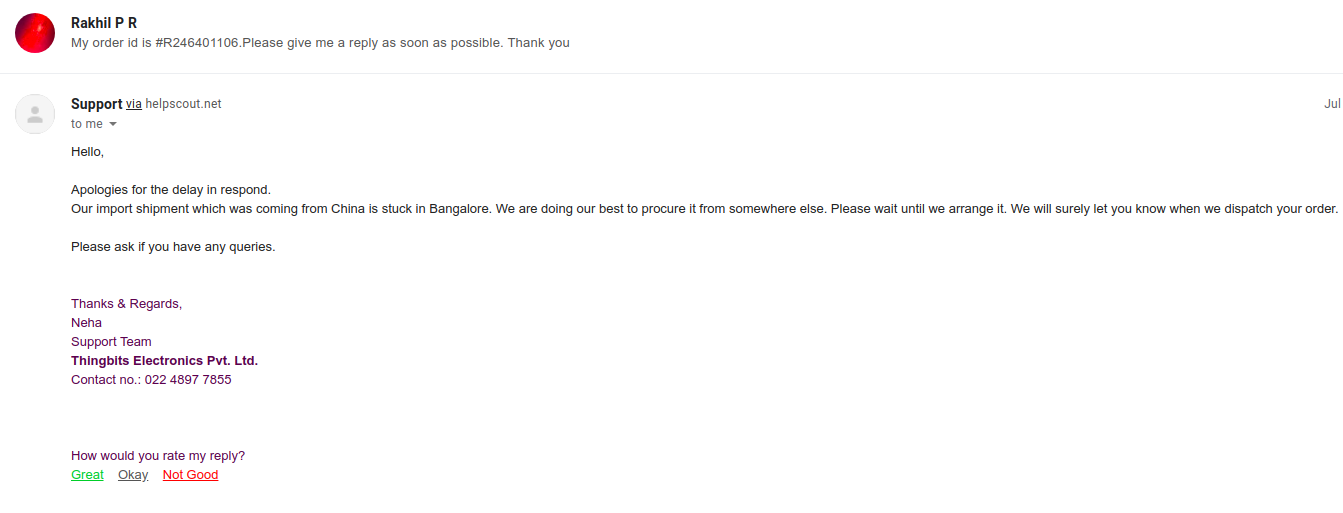 Rakhil P R
My order id is #R246401106.Please give me a reply as soon as possible. Thank you
Support via helpscout.net
Jul
to me
Hello,
Apologies for the delay in respond.
Our import shipment which was coming from China is stuck in Bangalore. We are doing our best to procure it from somewhere else. Please wait until we arrange it. We will surely let you know when we dispatch your order.
Please ask if you have any queries.
Thanks & Regards,
Neha
Support Team
Thingbits Electronics Pvt. Ltd.
Contact no.: 022 4897 7855
How would you rate my reply?
Great Okay Not Good